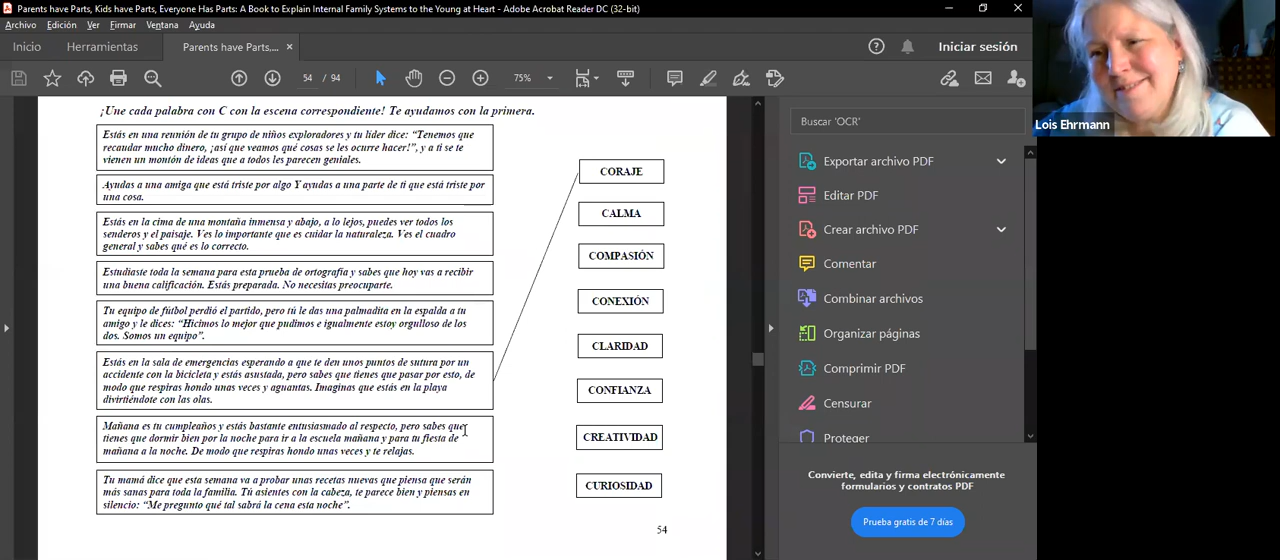 Parents have Parts, Kids have Parts, Everyone Has Parts: A Book to Explain Internal Family Systems to the Young at Heart - Adobe Acrobat Reader DC (32-bit)
Archivo Edición Ver Firmar Ventana Ayuda
Inicio Herramientas Parents have Parts,... Iniciar sesión
54 / 94 75%
¡Une cada palabra con C con la escena correspondiente! Te ayudamos con la primera.
Estás en una reunión de tu grupo de niños exploradores y tu líder dice: “Tenemos que
recaudar mucho dinero, ¡así que veamos qué cosas se les ocurre hacer!”, y a ti se te
vienen un montón de ideas que a todos les parecen geniales.
Ayudas a una amiga que está triste por algo Y ayudas a una parte de ti que está triste por
una cosa.
Estás en la cima de una montaña inmensa y abajo, a lo lejos, puedes ver todos los
senderos y el paisaje. Ves lo importante que es cuidar la naturaleza. Ves el cuadro
general y sabes qué es lo correcto.
Estudiaste toda la semana para esta prueba de ortografía y sabes que hoy vas a recibir
una buena calificación. Estás preparada. No necesitas preocuparte.
Tu equipo de fútbol perdió el partido, pero tú le das una palmadita en la espalda a tu
amigo y le dices: “Hicimos lo mejor que pudimos e igualmente estoy orgulloso de los
dos. Somos un equipo”.
Estás en la sala de emergencias esperando a que te den unos puntos de sutura por un
accidente con la bicicleta y estás asustada, pero sabes que tienes que pasar por esto, de
modo que respiras hondo unas veces y aguantas. Imaginas que estás en la playa
divirtiéndote con las olas.
Mañana es tu cumpleaños y estás bastante entusiasmado al respecto, pero sabes que
tienes que dormir bien por la noche para ir a la escuela mañana y para tu fiesta de
mañana a la noche. De modo que respiras hondo unas veces y te relajas.
Tu mamá dice que esta semana va a probar unas recetas nuevas que piensa que serán
más sanas para toda la familia. Tú asientes con la cabeza, te parece bien y piensas en
silencio: “Me pregunto qué tal sabrá la cena esta noche”.
CORAJE
CALMA
COMPASIÓN
CONEXIÓN
CLARIDAD
CONFIANZA
CREATIVIDAD
CURIOSIDAD
54
Buscar 'OCR'
Exportar archivo PDF
Editar PDF
Crear archivo PDF
Comentar
Combinar archivos
Organizar páginas
Comprimir PDF
Censurar
Proteger
Convierte, edita y firma electrónicamente
formularios y contratos PDF
Prueba gratis de 7 días
Lois Ehrmann